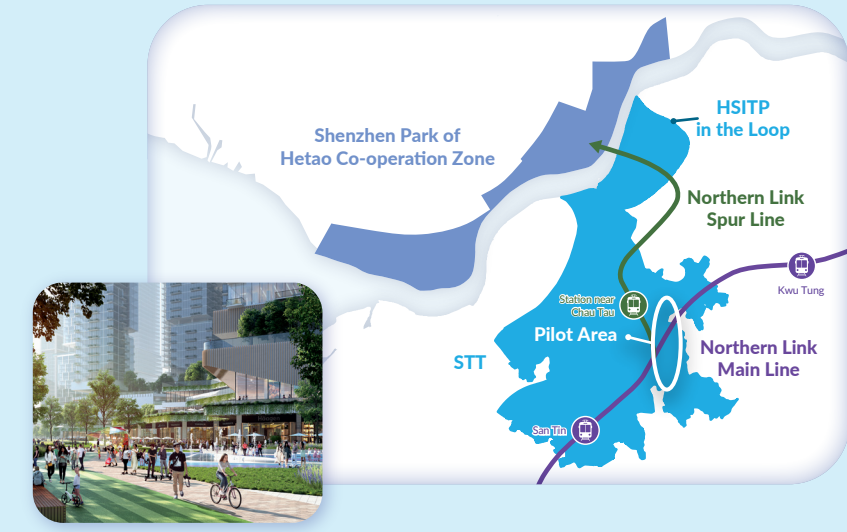 Shenzhen Park of
Hetao Co-operation Zone
HSITP
in the Loop
Northern Link
Spur Line
Kwu Tung
Station near
Chau Tau
Pilot Area
STT
Northern Link
Main Line
San Tin